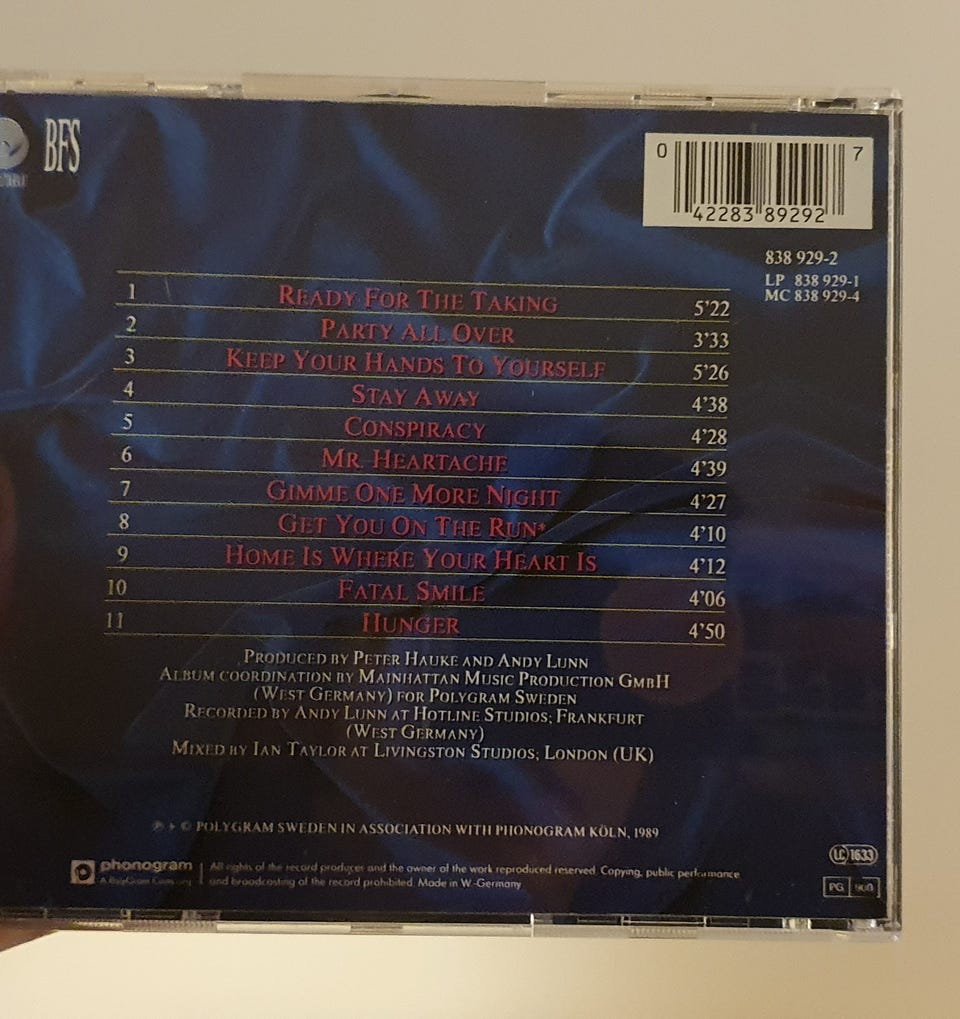 BFS
0 42283 89292 7
838 929-2
LP 838 929-1
MC 838 929-4
1 READY FOR THE TAKING 5'22
2 PARTY ALL OVER 3'33
3 KEEP YOUR HANDS TO YOURSELF 5'26
4 STAY AWAY 4'38
5 CONSPIRACY 4'28
6 MR. HEARTACHE 4'39
7 GIMME ONE MORE NIGHT 4'27
8 GET YOU ON THE RUN* 4'10
9 HOME IS WHERE YOUR HEART IS 4'12
10 FATAL SMILE 4'06
11 HUNGER 4'50
PRODUCED BY PETER HAUKE AND ANDY LUNN
ALBUM COORDINATION BY MAINHATTAN MUSIC PRODUCTION GMBH
(WEST GERMANY) FOR POLYGRAM SWEDEN
RECORDED BY ANDY LUNN AT HOTLINE STUDIOS, FRANKFURT
(WEST GERMANY)
MIXED BY IAN TAYLOR AT LIVINGSTON STUDIOS, LONDON (UK)
℗ + © POLYGRAM SWEDEN IN ASSOCIATION WITH PHONOGRAM KÖLN, 1989
phonogram
A PolyGram Company
All rights of the record producer and the owner of the work reproduced reserved. Copying, public performance
and broadcasting of the record prohibited. Made in W.-Germany
LC 1633
PG 900